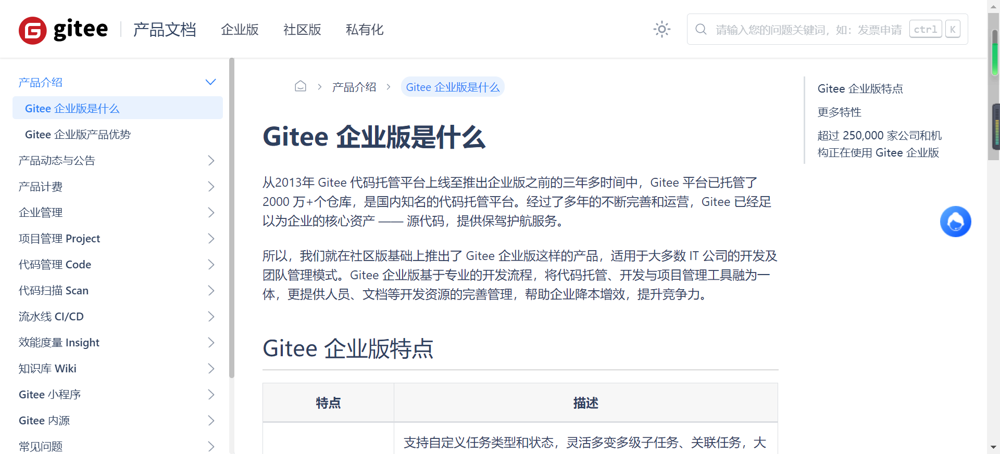 gitee
产品文档
企业版
社区版
私有化
请输入您的问题关键词，如：发票申请
ctrl
K
产品介绍
Gitee 企业版是什么
Gitee 企业版产品优势
产品动态与公告
产品计费
企业管理
项目管理 Project
代码管理 Code
代码扫描 Scan
流水线 CI/CD
效能度量 Insight
知识库 Wiki
Gitee 小程序
Gitee 内源
常见问题
产品介绍
Gitee 企业版是什么
Gitee 企业版是什么
从2013年 Gitee 代码托管平台上线至推出企业版之前的三年多时间中，Gitee 平台已托管了
2000 万+个仓库，是国内知名的代码托管平台。经过了多年的不断完善和运营，Gitee 已经足
以为企业的核心资产 —— 源代码，提供保驾护航服务。
所以，我们就在社区版基础上推出了 Gitee 企业版这样的产品，适用于大多数 IT 公司的开发及
团队管理模式。Gitee 企业版基于专业的开发流程，将代码托管、开发与项目管理工具融为一
体，更提供人员、文档等开发资源的完善管理，帮助企业降本增效，提升竞争力。
Gitee 企业版特点
特点
描述
支持自定义任务类型和状态，灵活多变多级子任务、关联任务，大
Gitee 企业版特点
更多特性
超过 250,000 家公司和机
构正在使用 Gitee 企业版